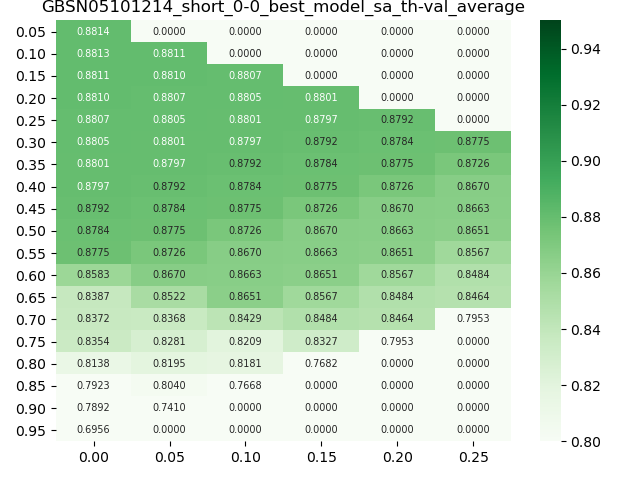 GBSN05101214_short_0-0_best_model_sa_th-val_average
0.05 0.8814 0.0000 0.0000 0.0000 0.0000 0.0000
0.10 0.8813 0.8811 0.0000 0.0000 0.0000 0.0000
0.15 0.8811 0.8810 0.8807 0.0000 0.0000 0.0000
0.20 0.8810 0.8807 0.8805 0.8801 0.0000 0.0000
0.25 0.8807 0.8805 0.8801 0.8797 0.8792 0.0000
0.30 0.8805 0.8801 0.8797 0.8792 0.8784 0.8775
0.35 0.8801 0.8797 0.8792 0.8784 0.8775 0.8726
0.40 0.8797 0.8792 0.8784 0.8775 0.8726 0.8670
0.45 0.8792 0.8784 0.8775 0.8726 0.8670 0.8663
0.50 0.8784 0.8775 0.8726 0.8670 0.8663 0.8651
0.55 0.8775 0.8726 0.8670 0.8663 0.8651 0.8567
0.60 0.8583 0.8670 0.8663 0.8651 0.8567 0.8484
0.65 0.8387 0.8522 0.8651 0.8567 0.8484 0.8464
0.70 0.8372 0.8368 0.8429 0.8484 0.8464 0.7953
0.75 0.8354 0.8281 0.8209 0.8327 0.7953 0.0000
0.80 0.8138 0.8195 0.8181 0.7682 0.0000 0.0000
0.85 0.7923 0.8040 0.7668 0.0000 0.0000 0.0000
0.90 0.7892 0.7410 0.0000 0.0000 0.0000 0.0000
0.95 0.6956 0.0000 0.0000 0.0000 0.0000 0.0000
0.00 0.05 0.10 0.15 0.20 0.25
0.94
0.92
0.90
0.88
0.86
0.84
0.82
0.80